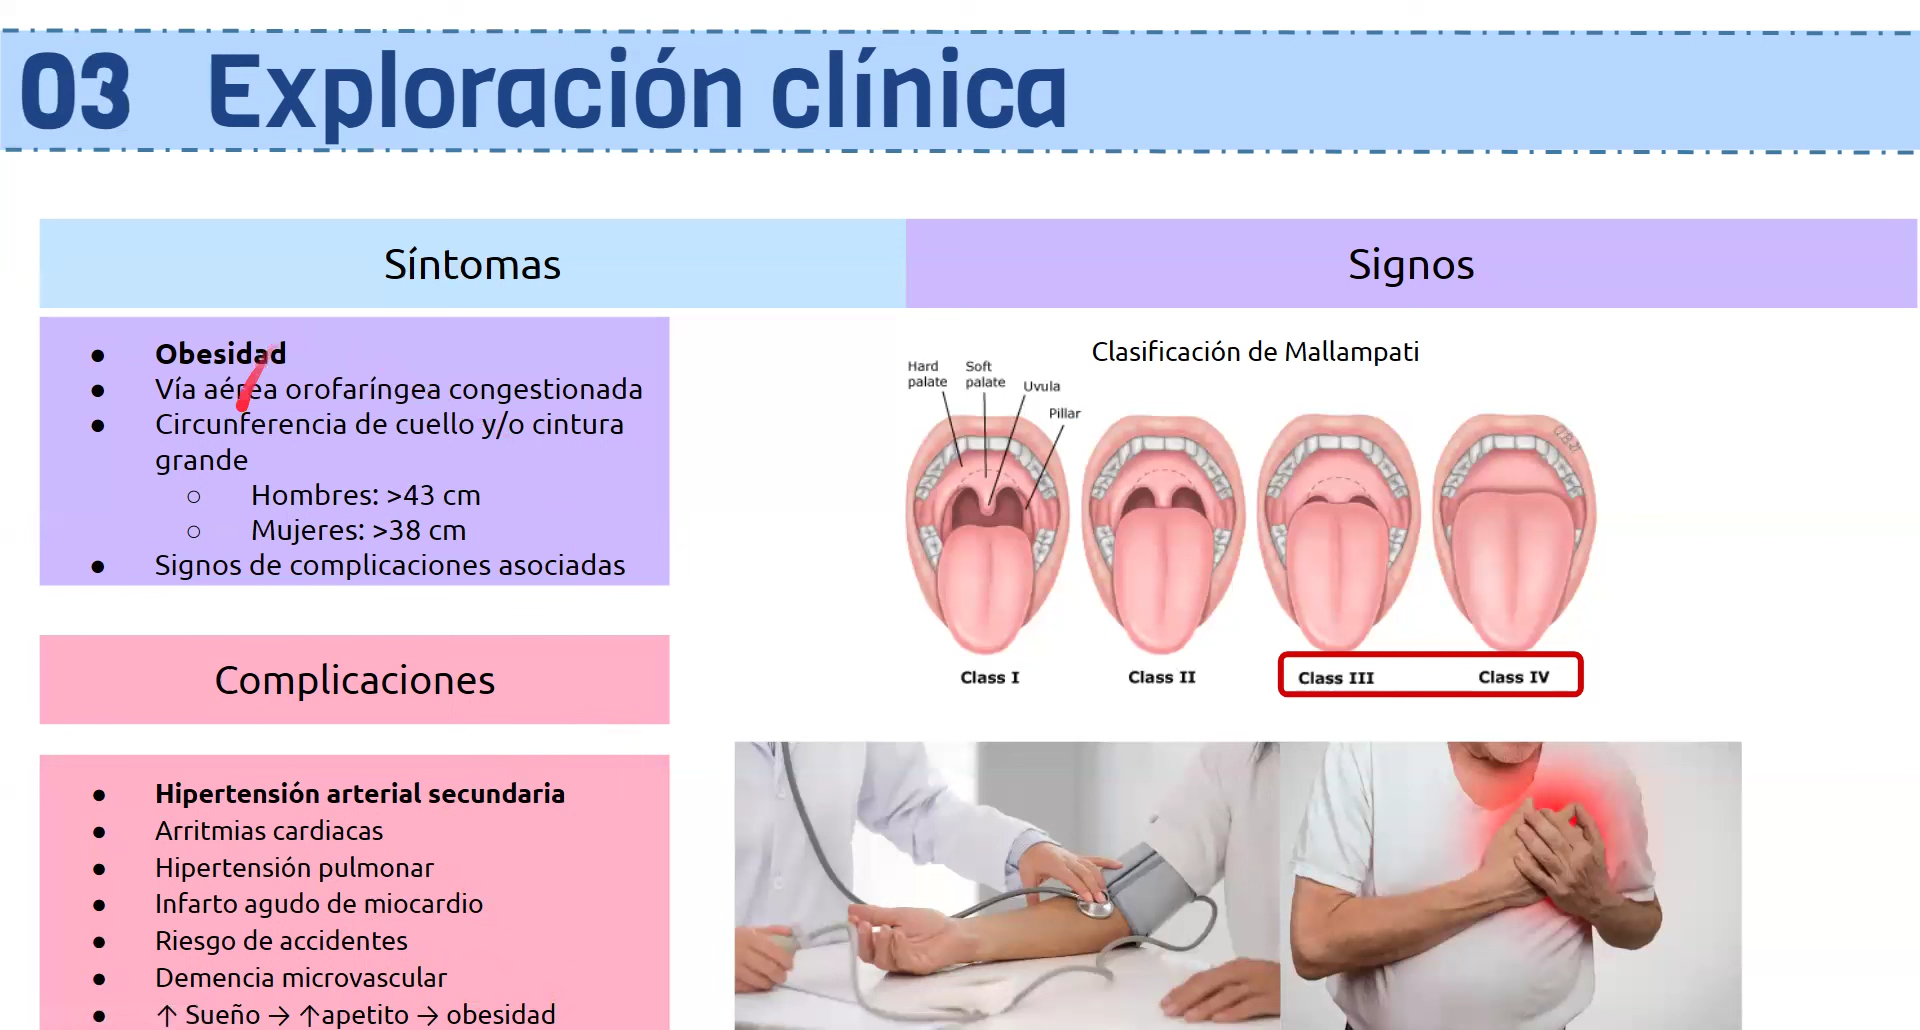 03 Exploración clínica
Síntomas
Signos
● Obesidad
● Vía aérea orofaríngea congestionada
● Circunferencia de cuello y/o cintura
grande
○ Hombres: >43 cm
○ Mujeres: >38 cm
● Signos de complicaciones asociadas
Clasificación de Mallampati
Hard
palate
Soft
palate
Uvula
Pillar
Class I
Class II
Class III
Class IV
Complicaciones
● Hipertensión arterial secundaria
● Arritmias cardiacas
● Hipertensión pulmonar
● Infarto agudo de miocardio
● Riesgo de accidentes
● Demencia microvascular
● ↑ Sueño → ↑apetito → obesidad